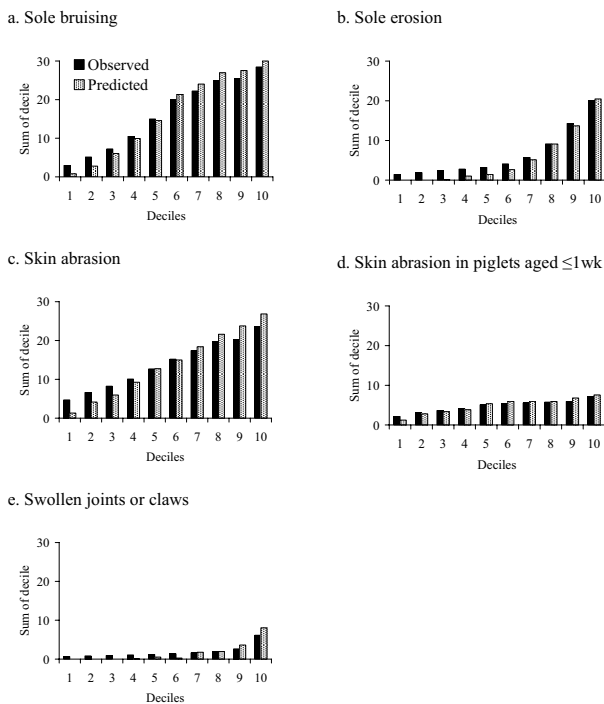 a. Sole bruising
Observed
Predicted
Sum of decile
30
20
10
0
1 2 3 4 5 6 7 8 9 10
Deciles
b. Sole erosion
Sum of decile
30
20
10
0
1 2 3 4 5 6 7 8 9 10
Deciles
c. Skin abrasion
Sum of decile
30
20
10
0
1 2 3 4 5 6 7 8 9 10
Deciles
d. Skin abrasion in piglets aged ≤1wk
Sum of decile
30
20
10
0
1 2 3 4 5 6 7 8 9 10
Deciles
e. Swollen joints or claws
Sum of decile
30
20
10
0
1 2 3 4 5 6 7 8 9 10
Deciles